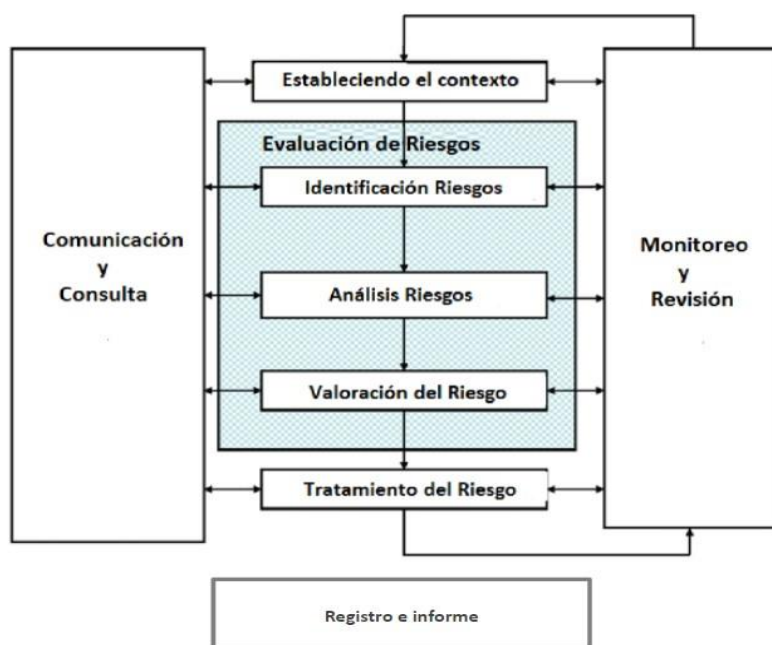 Estableciendo el contexto
Evaluación de Riesgos
Identificación Riesgos
Comunicación
y
Consulta
Análisis Riesgos
Monitoreo
y
Revisión
Valoración del Riesgo
Tratamiento del Riesgo
Registro e informe